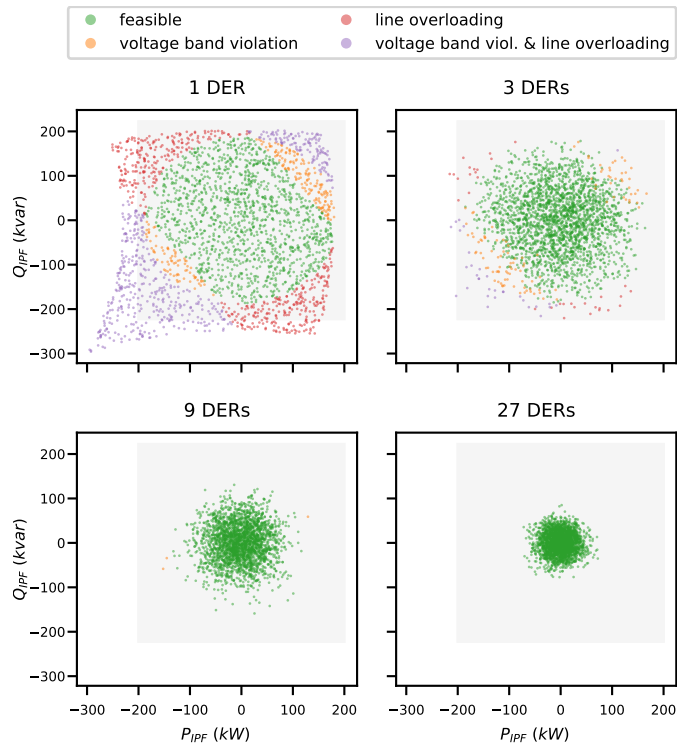 feasible
line overloading
voltage band violation
voltage band viol. & line overloading
1 DER
3 DERs
200
100
0
−100
−200
−300
Q_IPF (kvar)
9 DERs
27 DERs
200
100
0
−100
−200
−300
Q_IPF (kvar)
−300 −200 −100 0 100 200
−300 −200 −100 0 100 200
P_IPF (kW)
P_IPF (kW)